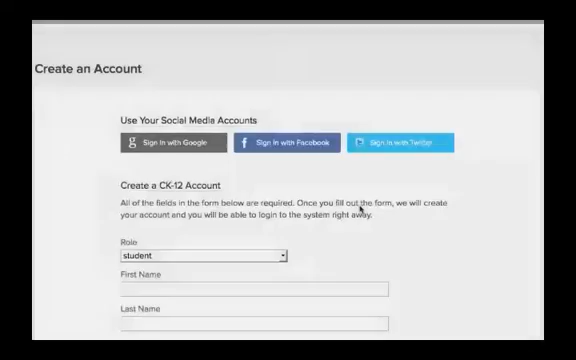 Create an Account
Use Your Social Media Accounts
g Sign in with Google
f Sign in with Facebook
Sign in with Twitter
Create a CK-12 Account
All of the fields in the form below are required. Once you fill out the form, we will create
your account and you will be able to login to the system right away.
Role
student
First Name
Last Name